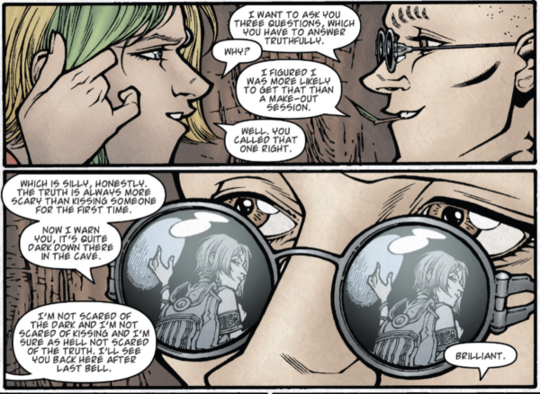 I WANT TO ASK YOU
THREE QUESTIONS, WHICH
YOU HAVE TO ANSWER
TRUTHFULLY.
WHY?
I FIGURED I
WAS MORE LIKELY
TO GET THAT THAN
A MAKE-OUT
SESSION.
WELL, YOU
CALLED THAT
ONE RIGHT.
WHICH IS SILLY, HONESTLY.
THE TRUTH IS ALWAYS MORE
SCARY THAN KISSING SOMEONE
FOR THE FIRST TIME.
NOW I WARN
YOU, IT'S QUITE
DARK DOWN THERE
IN THE CAVE.
I'M NOT SCARED OF
THE DARK AND I'M NOT
SCARED OF KISSING AND I'M
SURE AS HELL NOT SCARED
OF THE TRUTH. I'LL SEE
YOU BACK HERE AFTER
LAST BELL.
BRILLIANT.